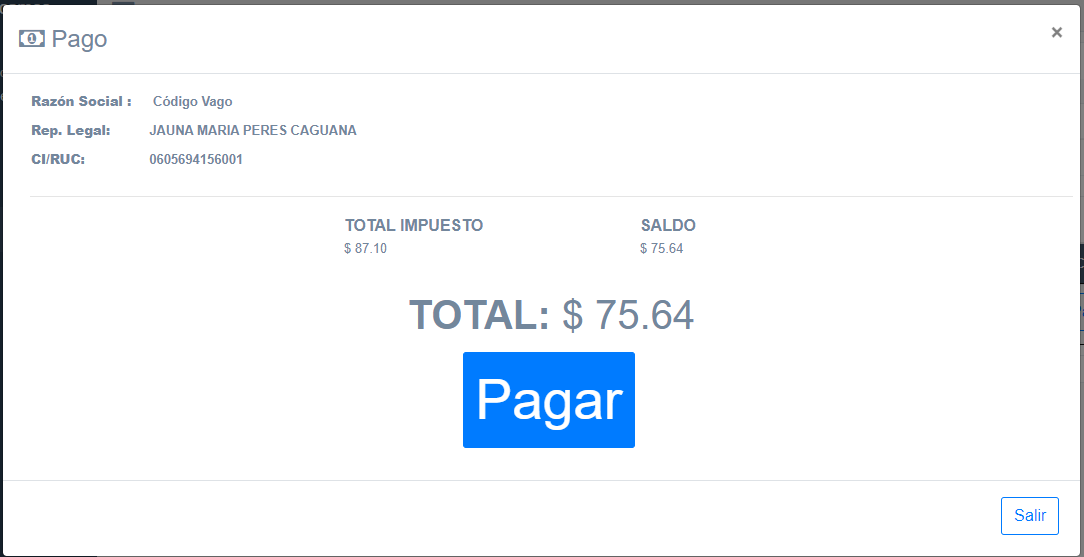 Pago
×
Razón Social : Código Vago
Rep. Legal: JAUNA MARIA PERES CAGUANA
CI/RUC: 0605694156001
TOTAL IMPUESTO SALDO
$ 87.10 $ 75.64
TOTAL: $ 75.64
Pagar
Salir